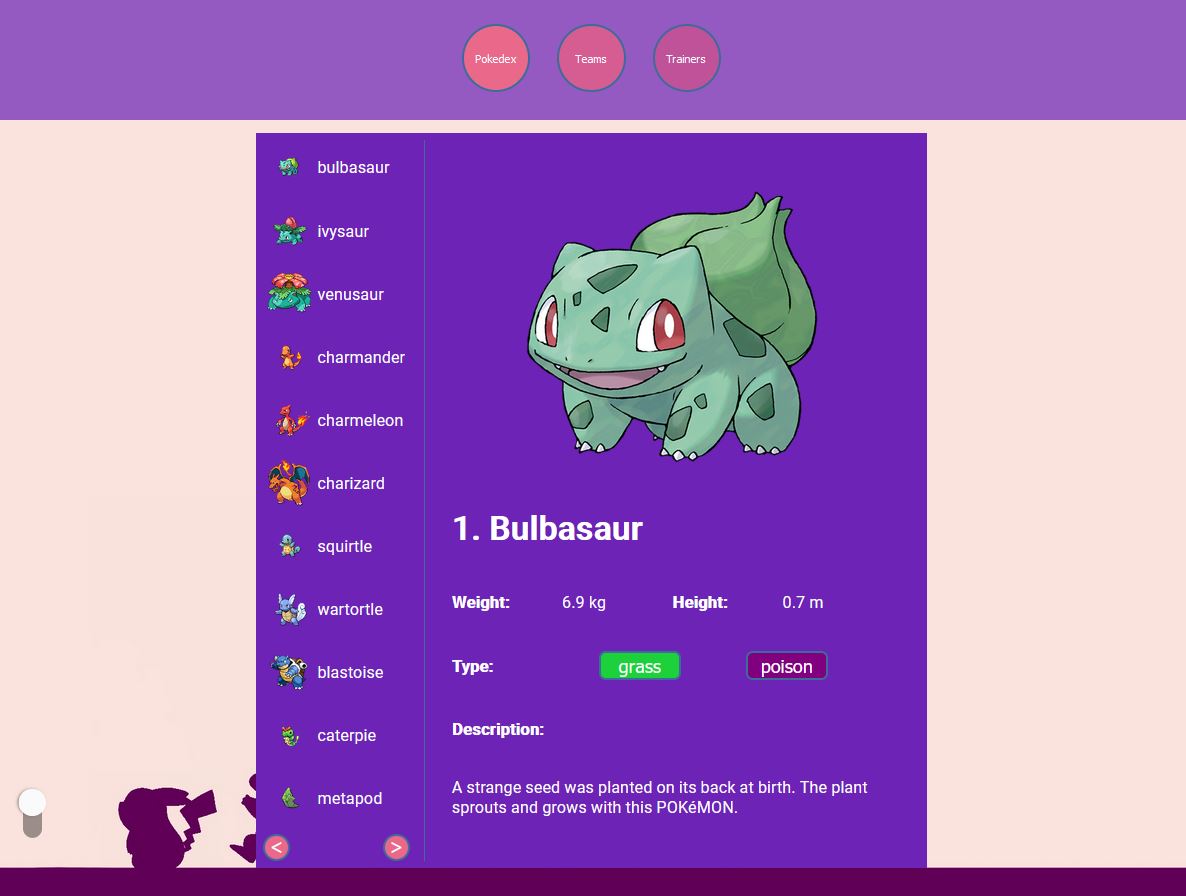 Pokedex
Teams
Trainers
bulbasaur
ivysaur
venusaur
charmander
charmeleon
charizard
squirtle
wartortle
blastoise
caterpie
metapod
< >
1. Bulbasaur
Weight: 6.9 kg Height: 0.7 m
Type: grass poison
Description:
A strange seed was planted on its back at birth. The plant
sprouts and grows with this POKéMON.